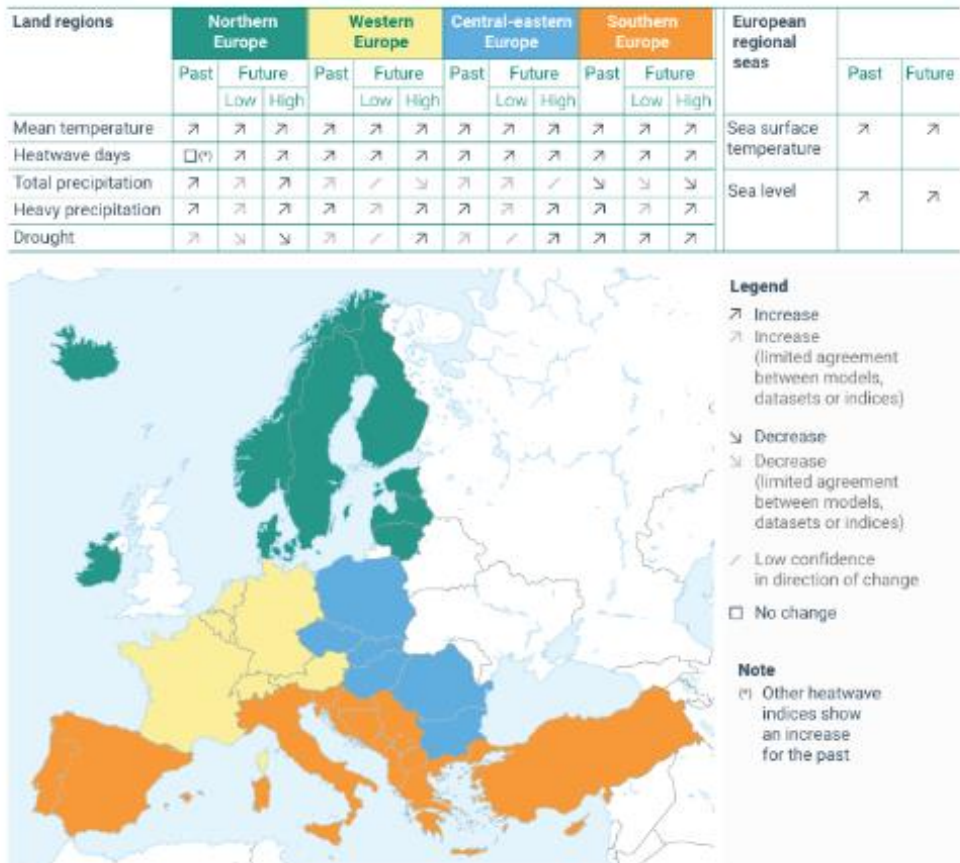 Land regions Northern Europe Western Europe Central-eastern Europe Southern Europe European regional seas
Past Future Past Future Past Future Past Future Past Future
Low High Low High Low High Low High
Mean temperature ↗ ↗ ↗ ↗ ↗ ↗ ↗ ↗ ↗ ↗ ↗ ↗ Sea surface temperature ↗ ↗
Heatwave days □(*) ↗ ↗ ↗ ↗ ↗ ↗ ↗ ↗ ↗ ↗ ↗
Total precipitation ↗ ↗ ↗ ↗ ∕ ↘ ↗ ↗ ∕ ↘ ↘ ↘ Sea level ↗ ↗
Heavy precipitation ↗ ↗ ↗ ↗ ↗ ↗ ↗ ↗ ↗ ↗ ↗ ↗
Drought ↗ ↘ ↘ ↗ ∕ ↗ ↗ ∕ ↗ ↗ ↗ ↗
Legend
↗ Increase
↗ Increase
(limited agreement
between models,
datasets or indices)
↘ Decrease
↘ Decrease
(limited agreement
between models,
datasets or indices)
∕ Low confidence
in direction of change
□ No change
Note
(*) Other heatwave
indices show
an increase
for the past